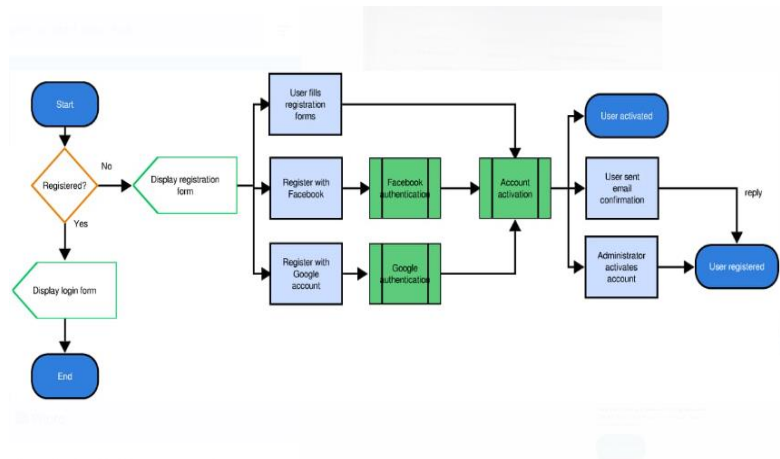 Start
Registered?
No
Yes
Display login form
End
Display registration
form
User fills
registration
forms
Register with
Facebook
Register with
Google
account
Facebook
authentication
Google
authentication
Account
activation
User activated
User sent
email
confirmation
reply
Administrator
activates
account
User registered